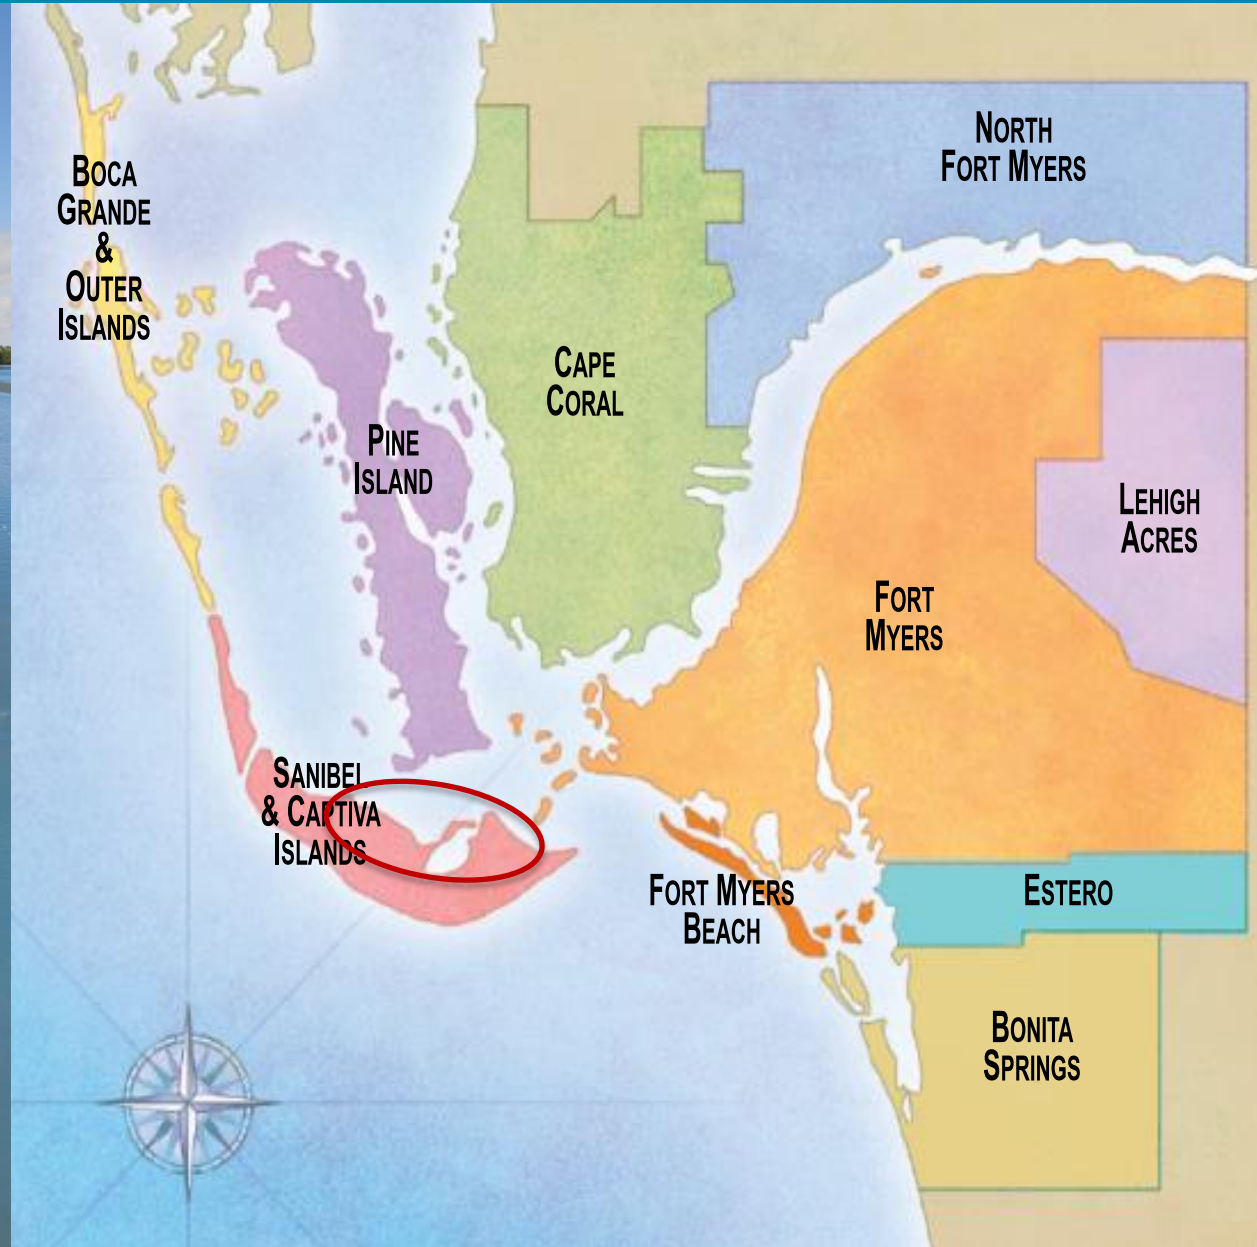 North
Fort Myers
Boca
Grande
&
Outer
Islands
Cape
Coral
Pine
Island
Lehigh
Acres
Fort
Myers
Sanibel
& Captiva
Islands
Fort Myers
Beach
Estero
Bonita
Springs